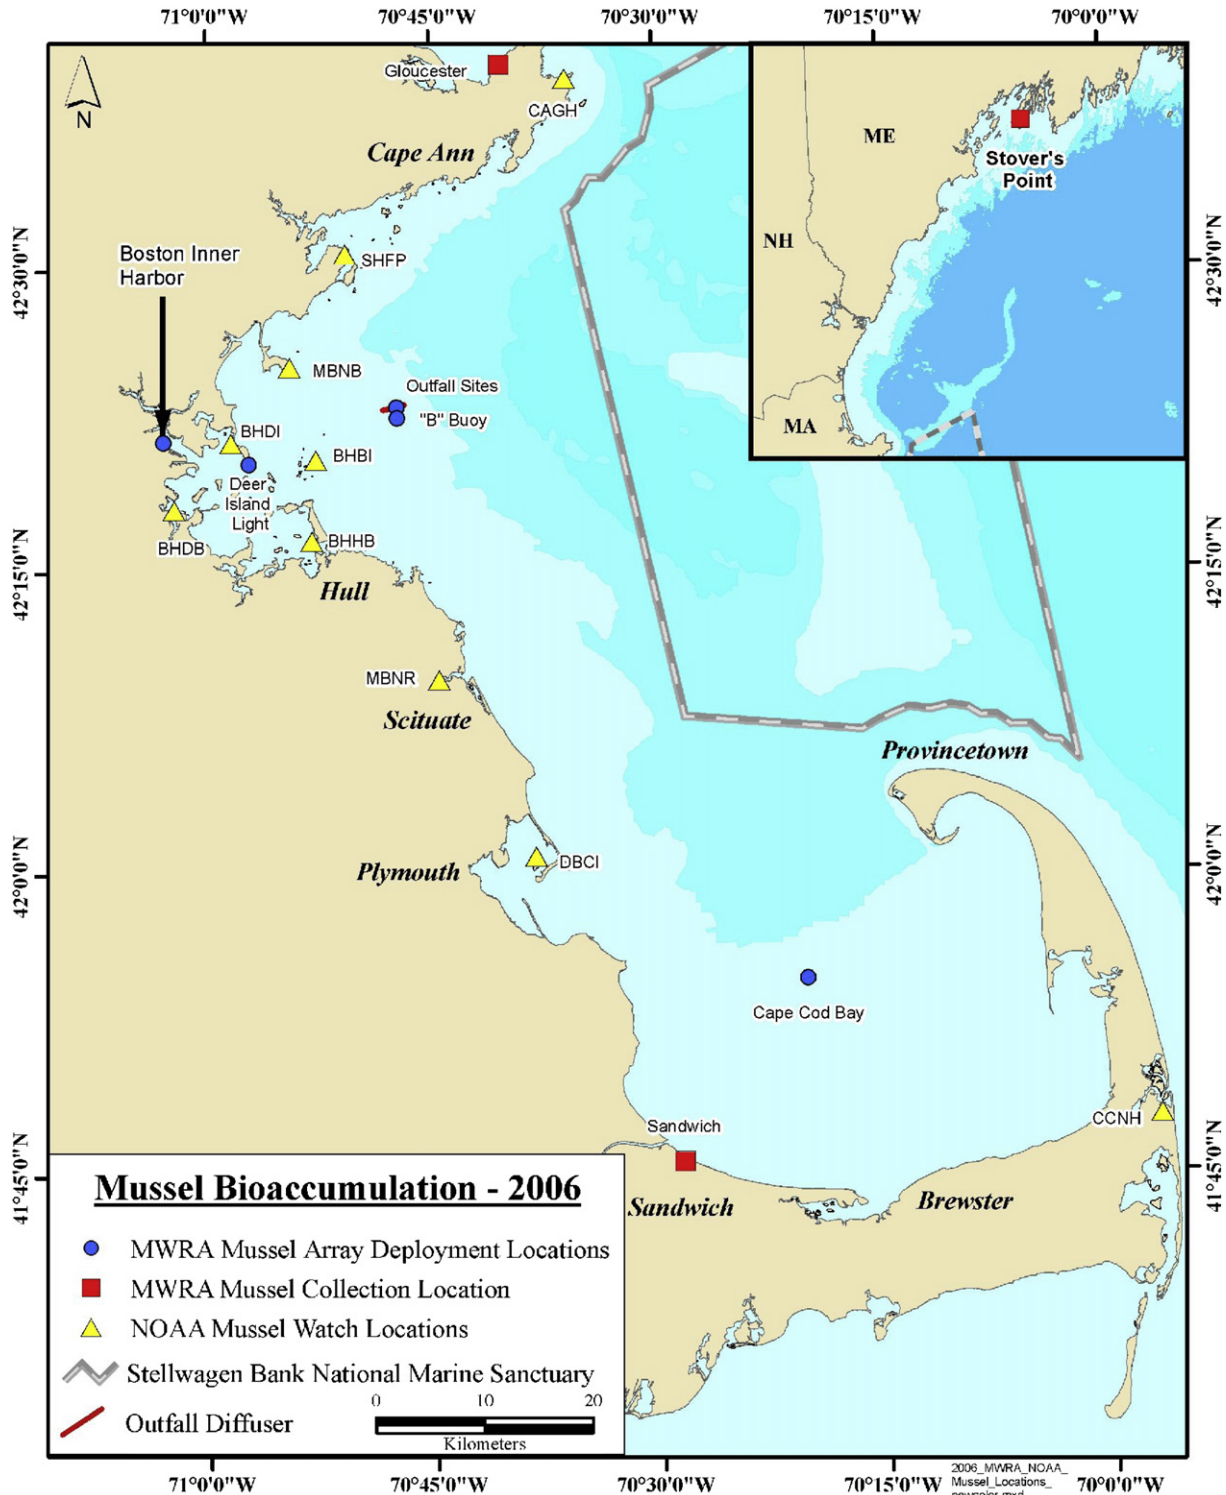 71°0'0"W
70°45'0"W
70°30'0"W
70°15'0"W
70°0'0"W
N
Gloucester
CAGH
Cape Ann
ME
Stover's
Point
NH
MA
42°30'0"N
42°30'0"N
Boston Inner
Harbor
SHFP
MBNB
Outfall Sites
"B" Buoy
BHDI
BHBI
Deer
Island
Light
BHDB
BHHB
Hull
42°15'0"N
42°15'0"N
MBNR
Scituate
Provincetown
Plymouth
DBCI
42°0'0"N
42°0'0"N
Cape Cod Bay
CCNH
Sandwich
41°45'0"N
41°45'0"N
Sandwich
Brewster
Mussel Bioaccumulation - 2006
MWRA Mussel Array Deployment Locations
MWRA Mussel Collection Location
NOAA Mussel Watch Locations
Stellwagen Bank National Marine Sanctuary
Outfall Diffuser
0 10 20
Kilometers
71°0'0"W
70°45'0"W
70°30'0"W
70°15'0"W
70°0'0"W
2006_MWRA_NOAA_
Mussel_Locations_